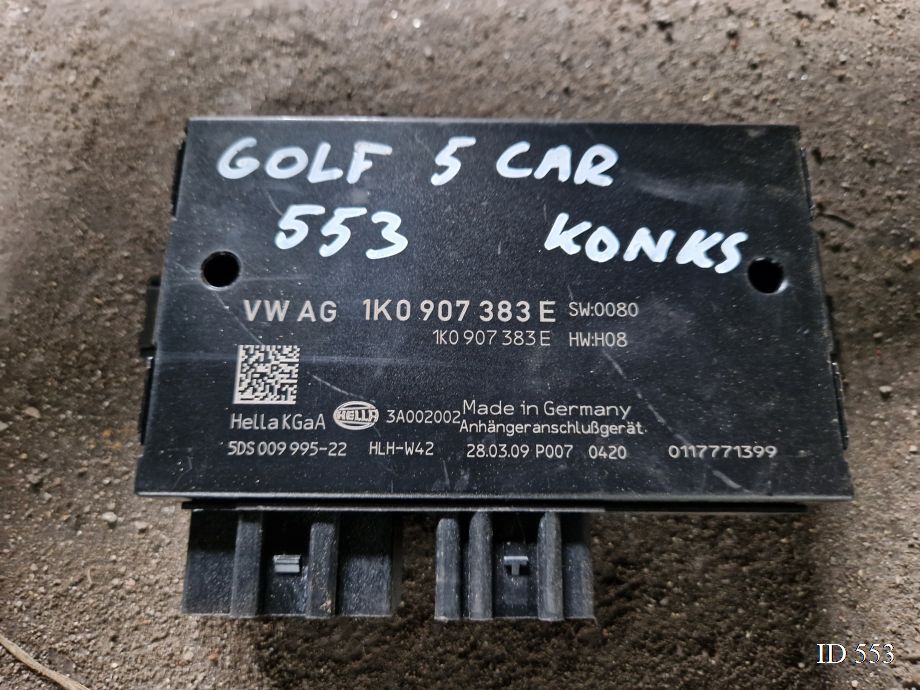 GOLF 5 CAR
553 KONKS
VW AG 1K0 907 383 E SW:0080
1K0 907 383 E HW:H08
Hella KGaA HELLA 3A002002 Made in Germany
Anhängeranschlußgerät
5DS 009 995-22 HLH-W42 28.03.09 P007 0420 0117771399
ID 553